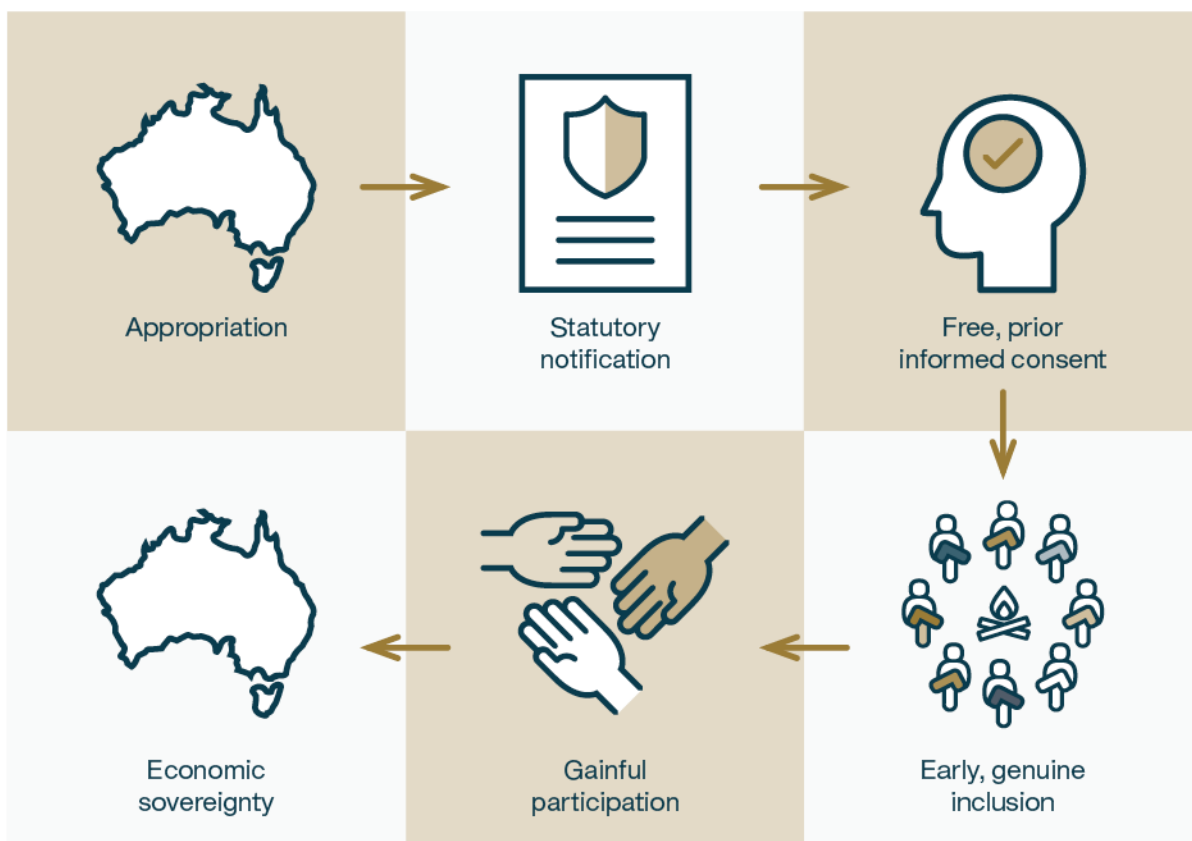 Appropriation
Statutory
notification
Free, prior
informed consent
Early, genuine
inclusion
Gainful
participation
Economic
sovereignty